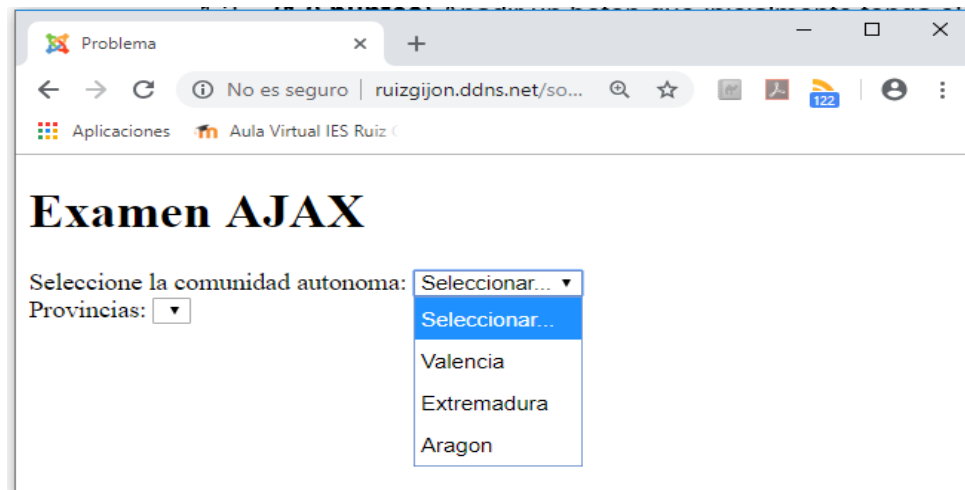 Problema
No es seguro | ruizgijon.ddns.net/so...
122
Aplicaciones Aula Virtual IES Ruiz
Examen AJAX
Seleccione la comunidad autonoma: Seleccionar...
Provincias:
Seleccionar...
Valencia
Extremadura
Aragon